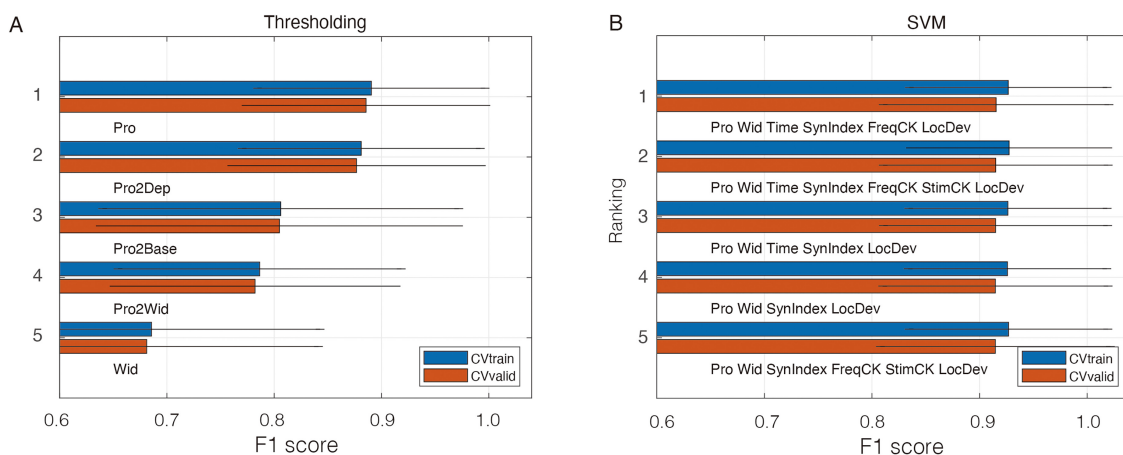 A
Thresholding
1
Pro
2
Pro2Dep
3
Pro2Base
4
Pro2Wid
5
Wid
CVtrain
CVvalid
0.6 0.7 0.8 0.9 1.0
F1 score
B
SVM
Ranking
1
Pro Wid Time SynIndex FreqCK LocDev
2
Pro Wid Time SynIndex FreqCK StimCK LocDev
3
Pro Wid Time SynIndex LocDev
4
Pro Wid SynIndex LocDev
5
Pro Wid SynIndex FreqCK StimCK LocDev
CVtrain
CVvalid
0.6 0.7 0.8 0.9 1.0
F1 score